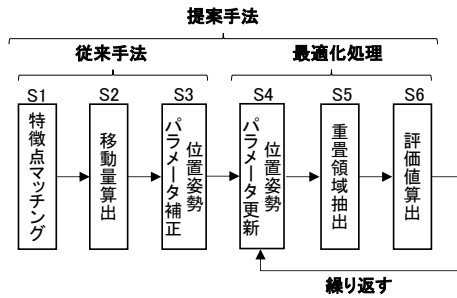 提案手法
従来手法
最適化処理
S1
S2
S3
S4
S5
S6
特徴点マッチング
移動量算出
位置姿勢
パラメータ補正
位置姿勢
パラメータ更新
重畳領域抽出
評価値算出
繰り返す